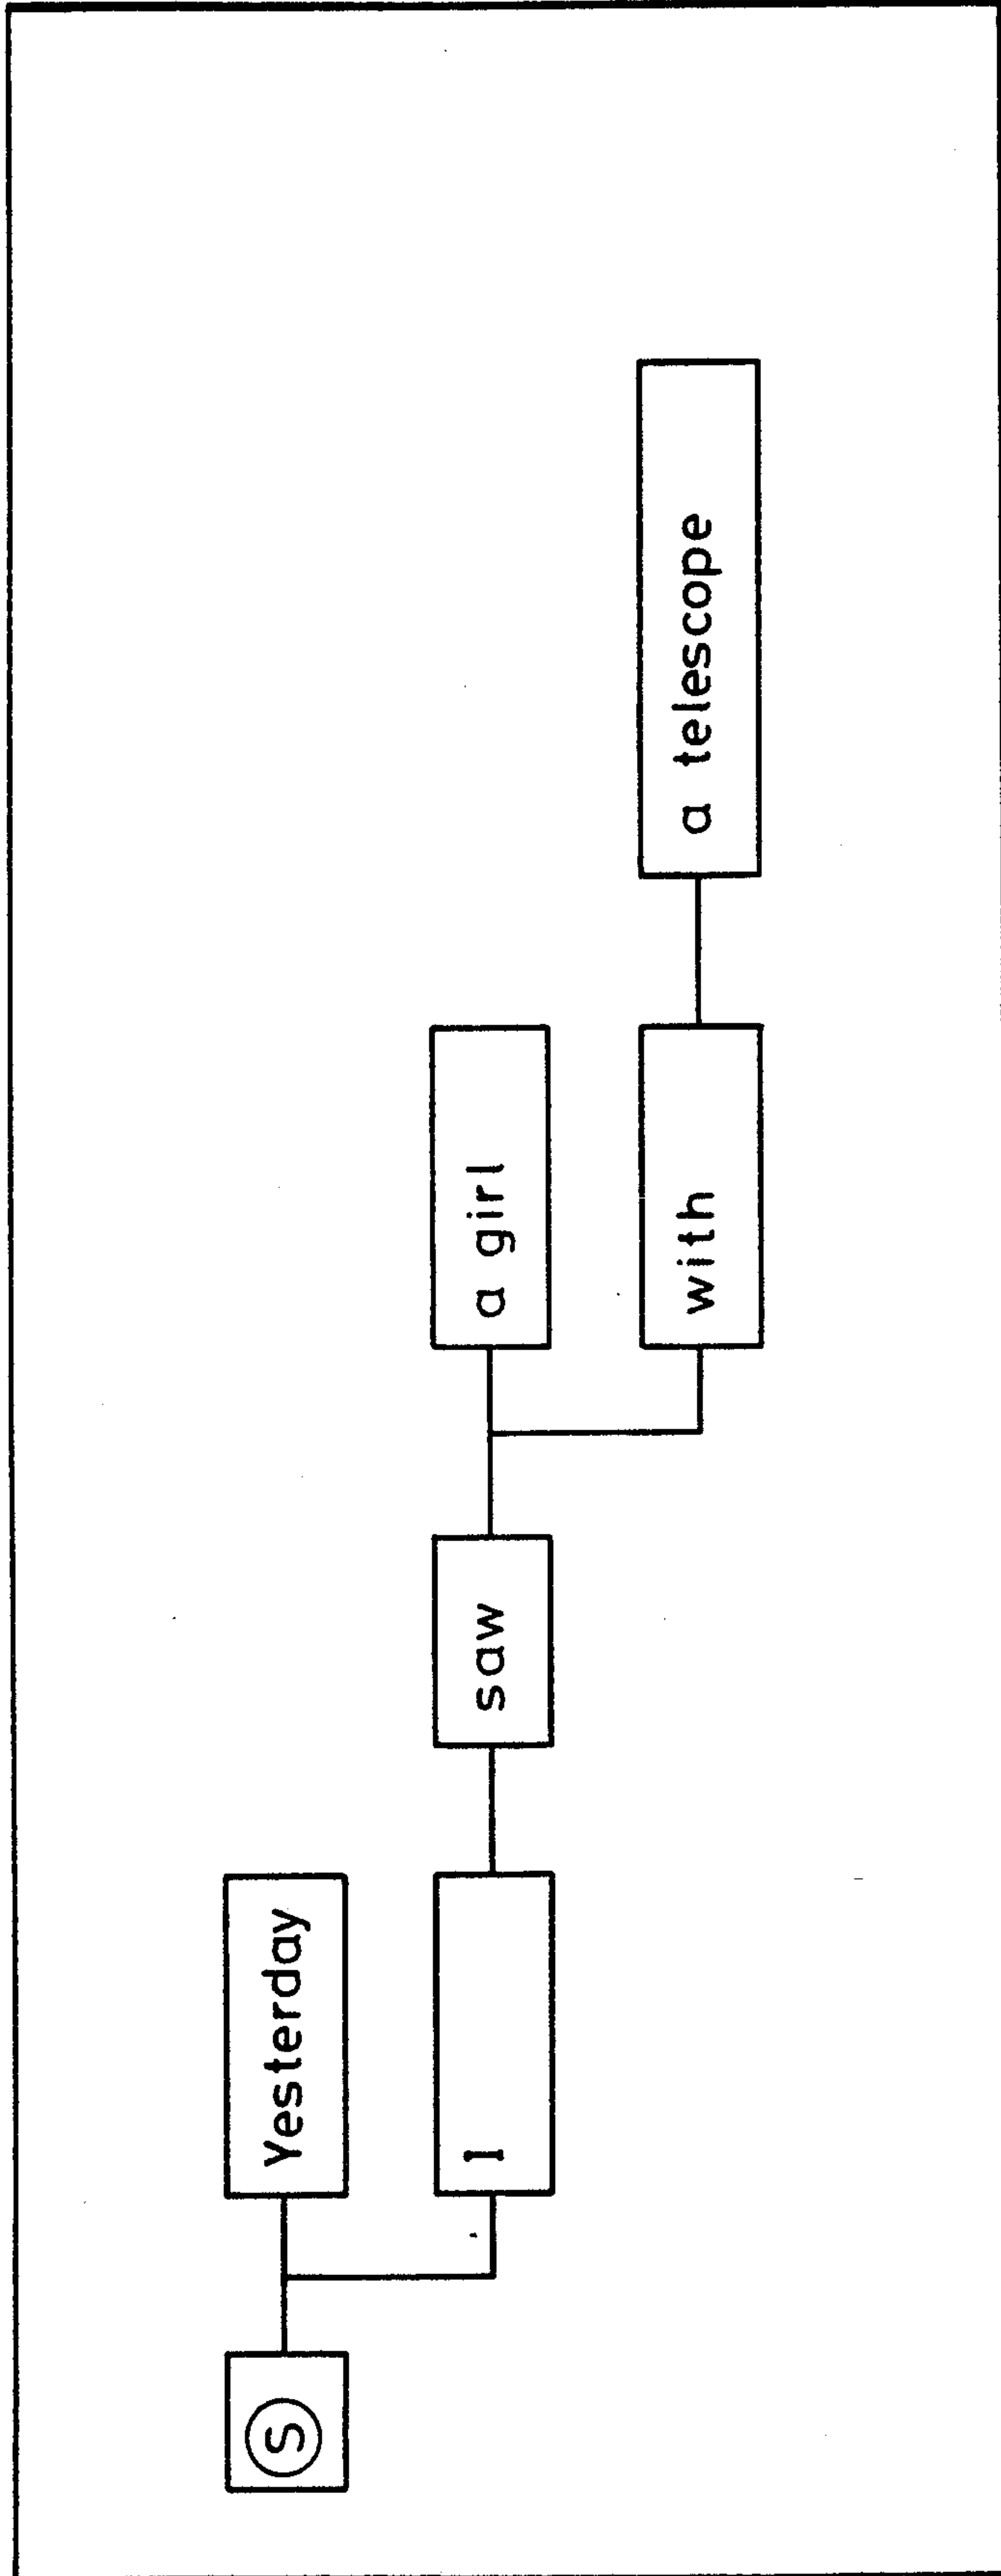 S
Yesterday
I
saw
a girl
with
a telescope